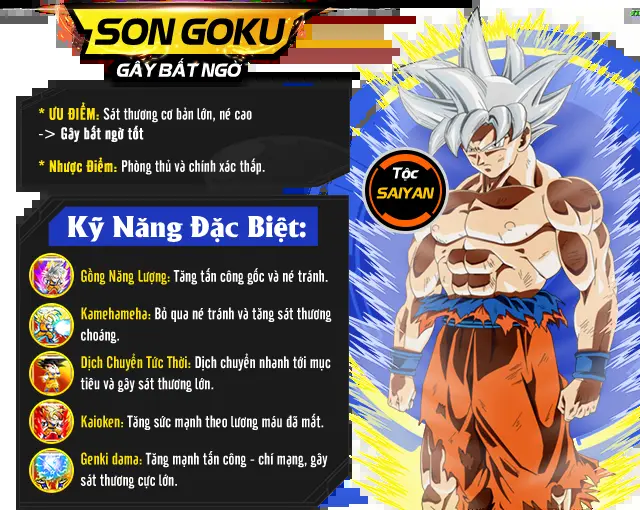 SON GOKU
GÂY BẤT NGỜ
* ƯU ĐIỂM: Sát thương cơ bản lớn, né cao
-> Gây bất ngờ tốt
* Nhược Điểm: Phòng thủ và chính xác thấp.
Tộc
SAIYAN
Kỹ Năng Đặc Biệt:
Gồng Năng Lượng: Tăng tấn công gốc và né tránh.
Kamehameha: Bỏ qua né tránh và tăng sát thương
choáng.
Dịch Chuyển Tức Thời: Dịch chuyển nhanh tới mục
tiêu và gây sát thương lớn.
Kaioken: Tăng sức mạnh theo lương máu đã mất.
Genki dama: Tăng mạnh tấn công - chí mạng, gây
sát thương cực lớn.